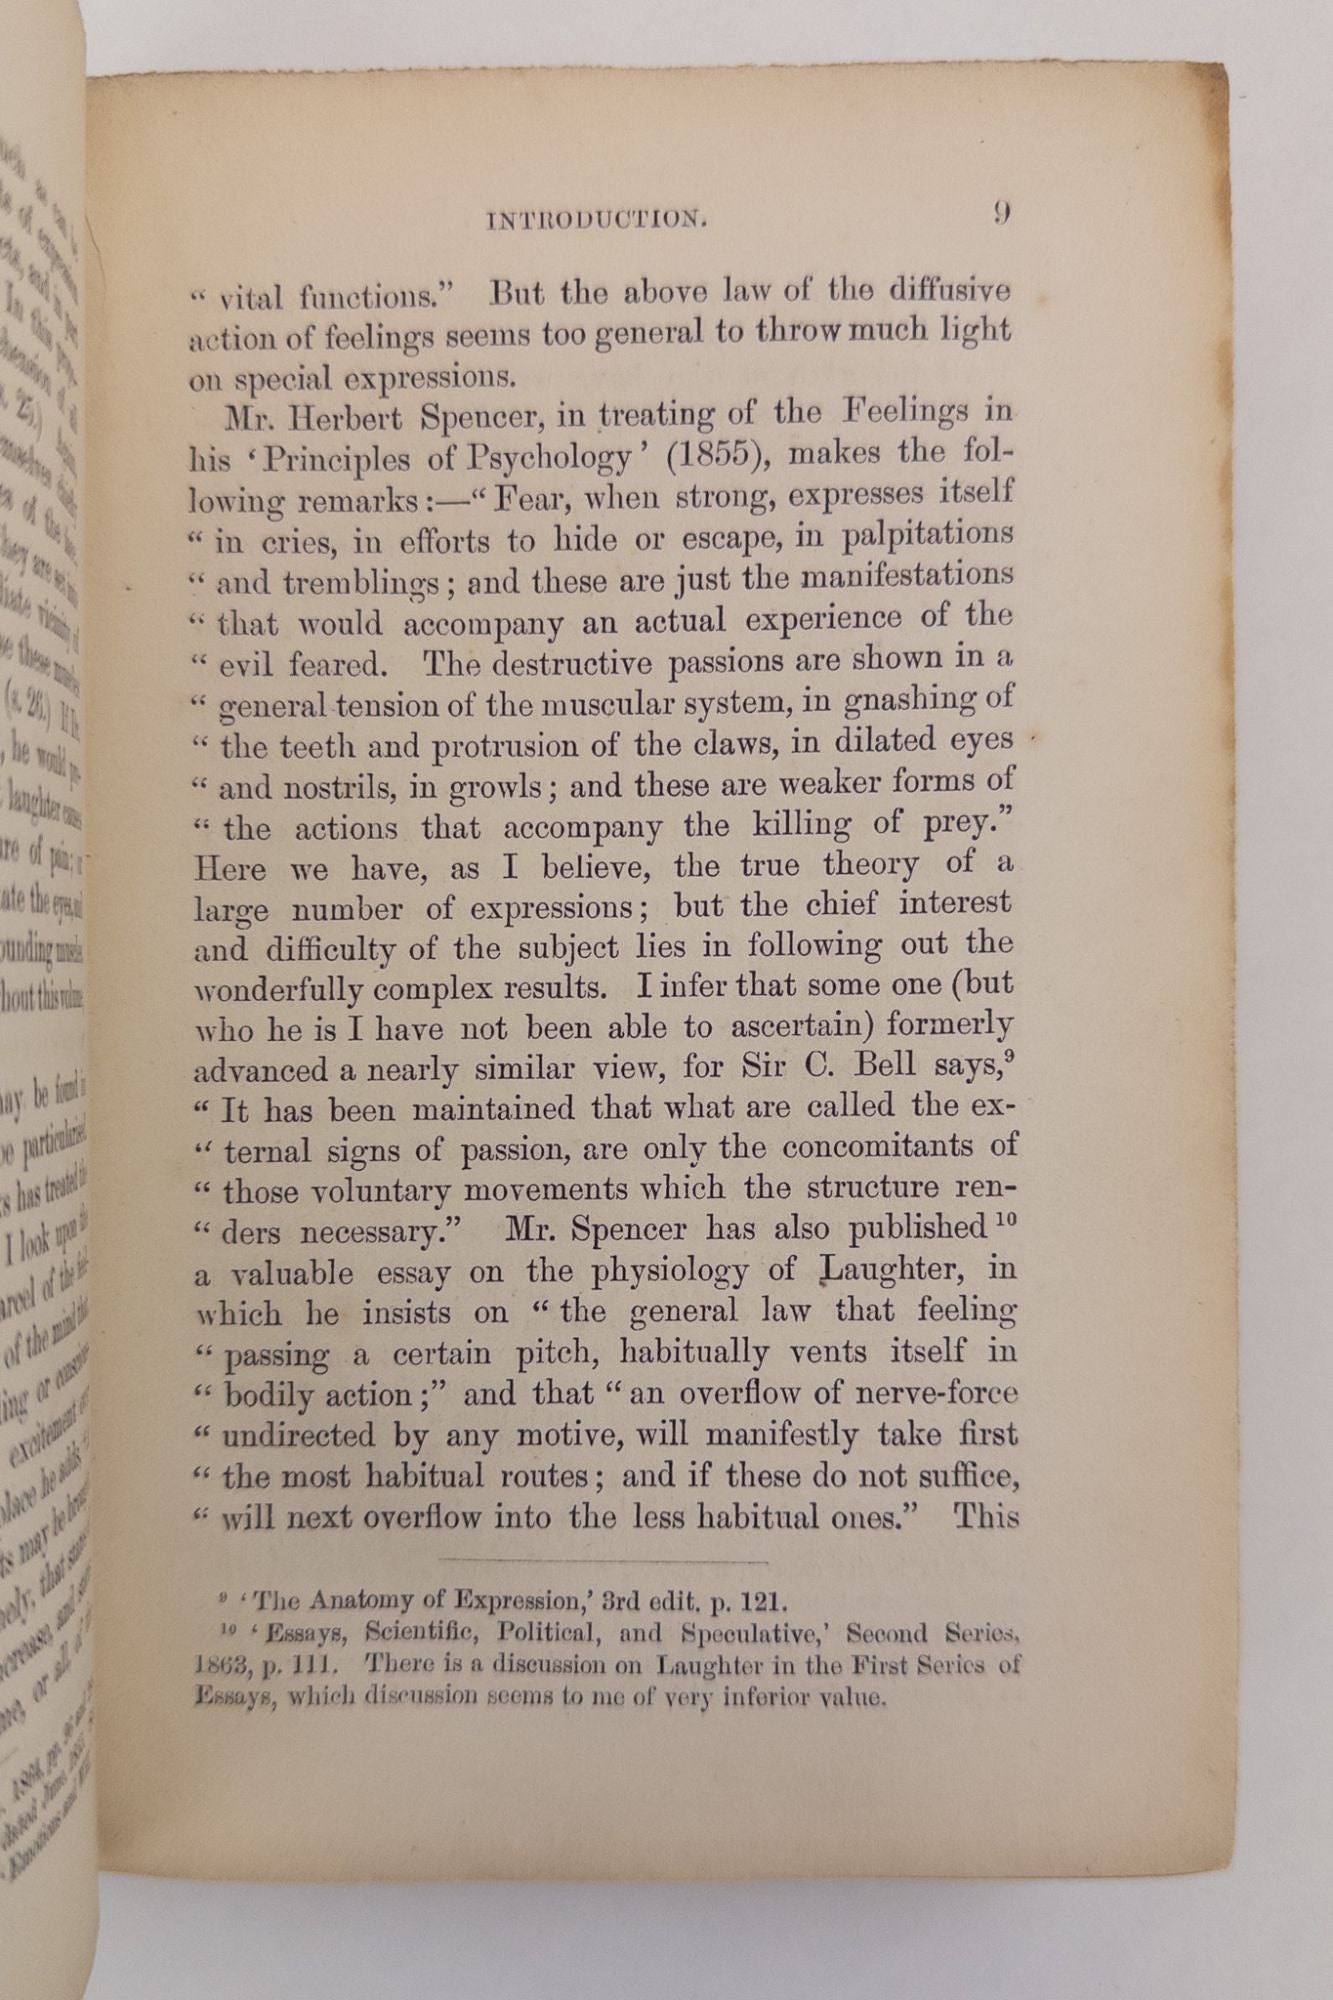 INTRODUCTION. 9
“ vital functions.” But the above law of the diffusive
action of feelings seems too general to throw much light
on special expressions.
Mr. Herbert Spencer, in treating of the Feelings in
his ‘Principles of Psychology’ (1855), makes the fol-
lowing remarks:—“ Fear, when strong, expresses itself
“ in cries, in efforts to hide or escape, in palpitations
“ and tremblings; and these are just the manifestations
“ that would accompany an actual experience of the
“ evil feared. The destructive passions are shown in a
“ general tension of the muscular system, in gnashing of
“ the teeth and protrusion of the claws, in dilated eyes
“ and nostrils, in growls; and these are weaker forms of
“ the actions that accompany the killing of prey.”
Here we have, as I believe, the true theory of a
large number of expressions; but the chief interest
and difficulty of the subject lies in following out the
wonderfully complex results. I infer that some one (but
who he is I have not been able to ascertain) formerly
advanced a nearly similar view, for Sir C. Bell says,⁹
“ It has been maintained that what are called the ex-
“ ternal signs of passion, are only the concomitants of
“ those voluntary movements which the structure ren-
“ ders necessary.” Mr. Spencer has also published ¹⁰
a valuable essay on the physiology of Laughter, in
which he insists on “ the general law that feeling
“ passing a certain pitch, habitually vents itself in
“ bodily action;” and that “ an overflow of nerve-force
“ undirected by any motive, will manifestly take first
“ the most habitual routes; and if these do not suffice,
“ will next overflow into the less habitual ones.” This
⁹ ‘The Anatomy of Expression,’ 3rd edit. p. 121.
¹⁰ ‘Essays, Scientific, Political, and Speculative,’ Second Series,
1863, p. 111. There is a discussion on Laughter in the First Series of
Essays, which discussion seems to me of very inferior value.